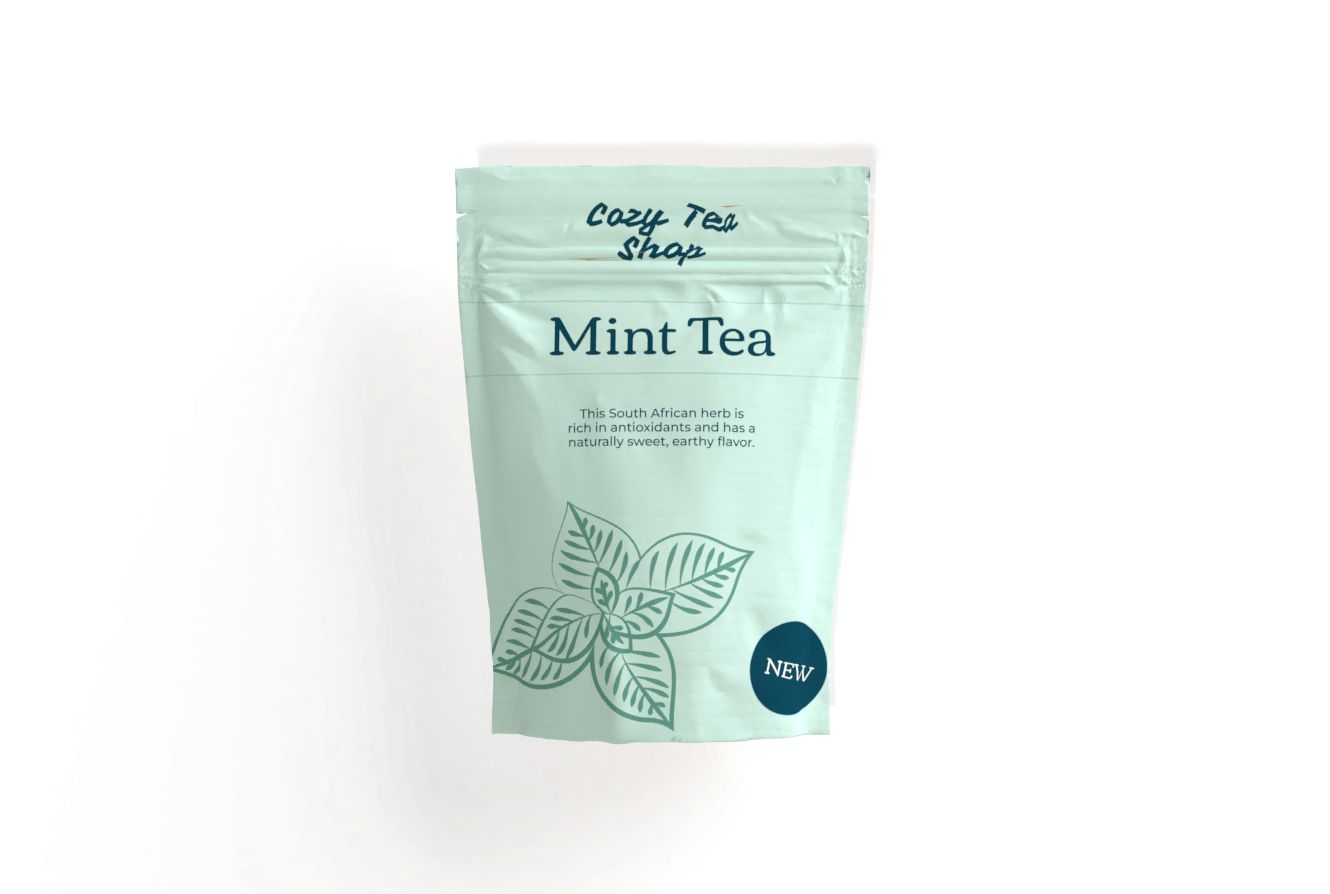 Cozy Tea
Shop
Mint Tea
This South African herb is
rich in antioxidants and has a
naturally sweet, earthy flavor.
NEW